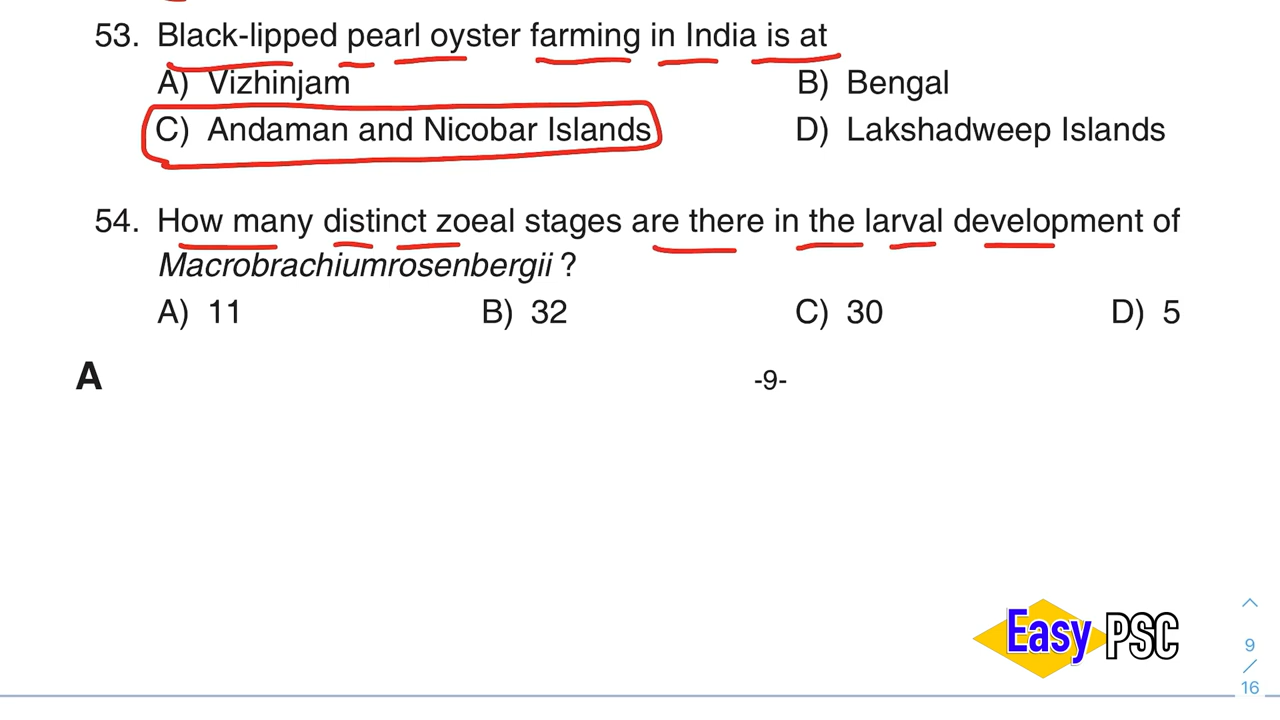 53. Black-lipped pearl oyster farming in India is at
A) Vizhinjam B) Bengal
C) Andaman and Nicobar Islands D) Lakshadweep Islands
54. How many distinct zoeal stages are there in the larval development of
Macrobrachiumrosenbergii ?
A) 11 B) 32 C) 30 D) 5
A -9-
Easy PSC
9
/
16